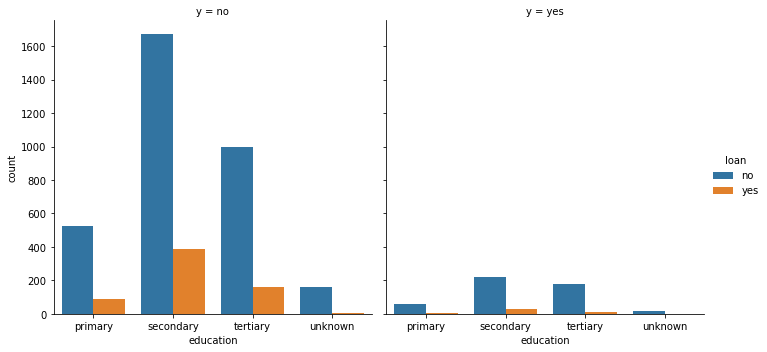 y = no
y = yes
1600
1400
1200
1000
800
600
400
200
0
count
primary secondary tertiary unknown
education
primary secondary tertiary unknown
education
loan
no
yes